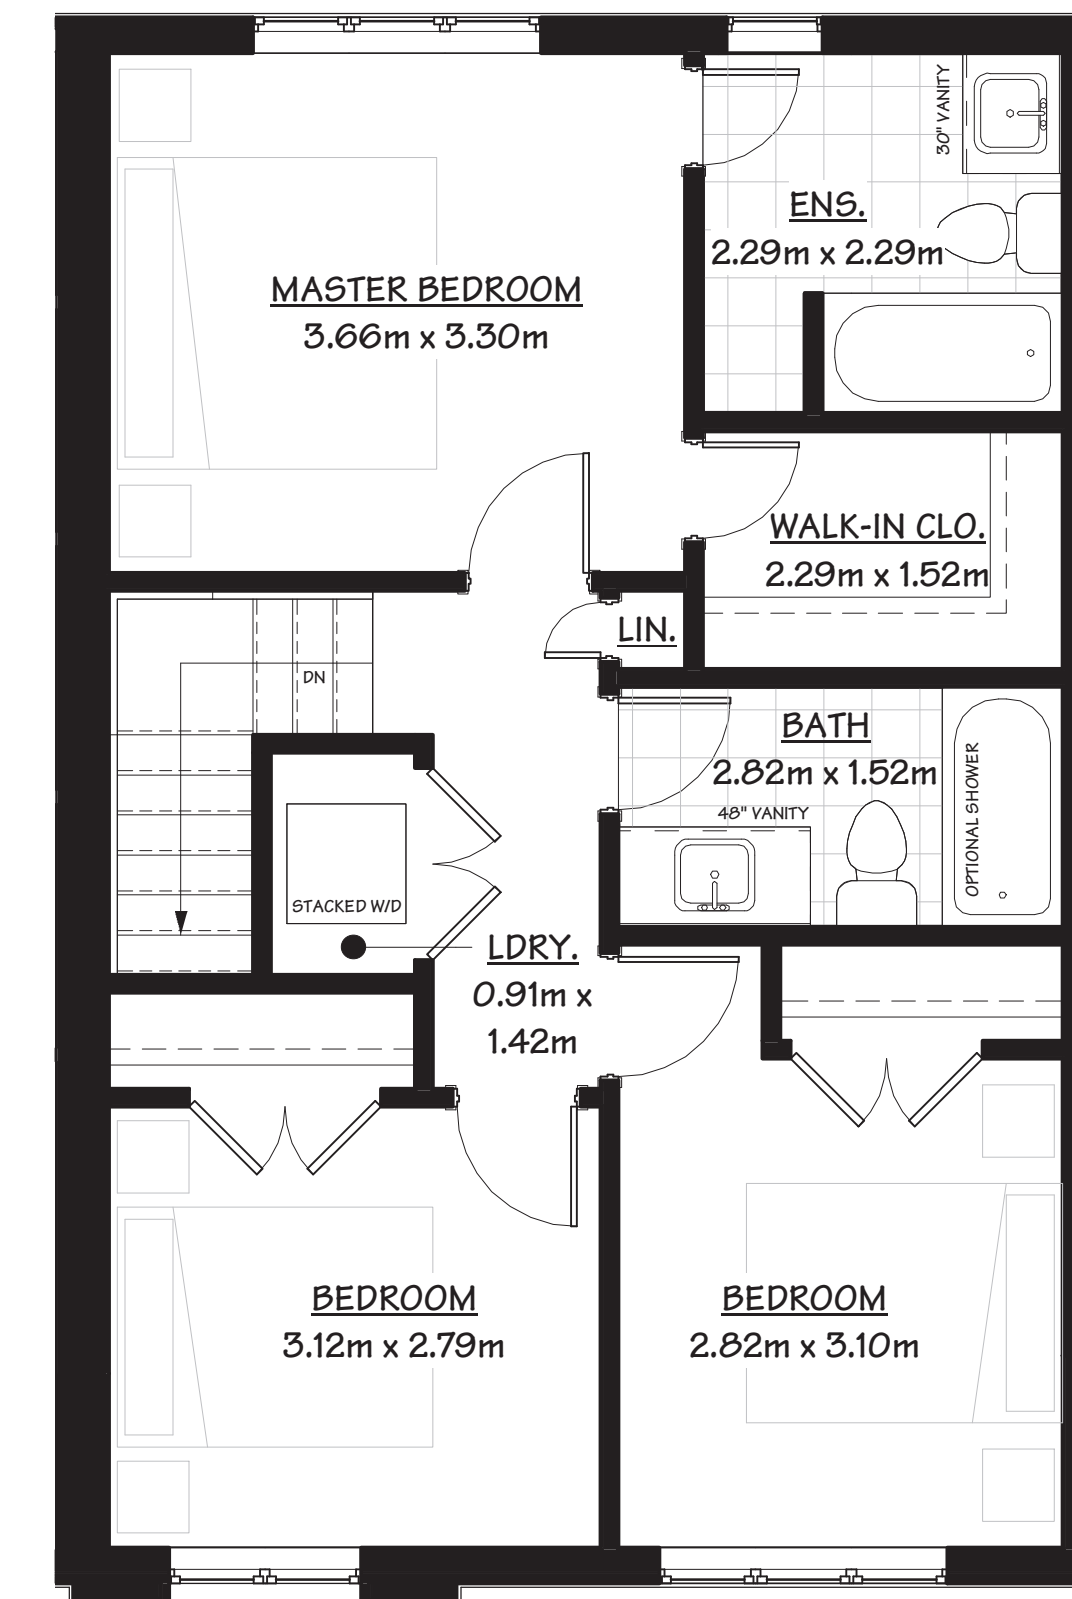 30" VANITY
ENS.
2.29m x 2.29m
MASTER BEDROOM
3.66m x 3.30m
WALK-IN CLO.
2.29m x 1.52m
LIN.
DN
BATH
2.82m x 1.52m
48" VANITY
OPTIONAL SHOWER
STACKED W/D
LDRY.
0.91m x
1.42m
BEDROOM
3.12m x 2.79m
BEDROOM
2.82m x 3.10m